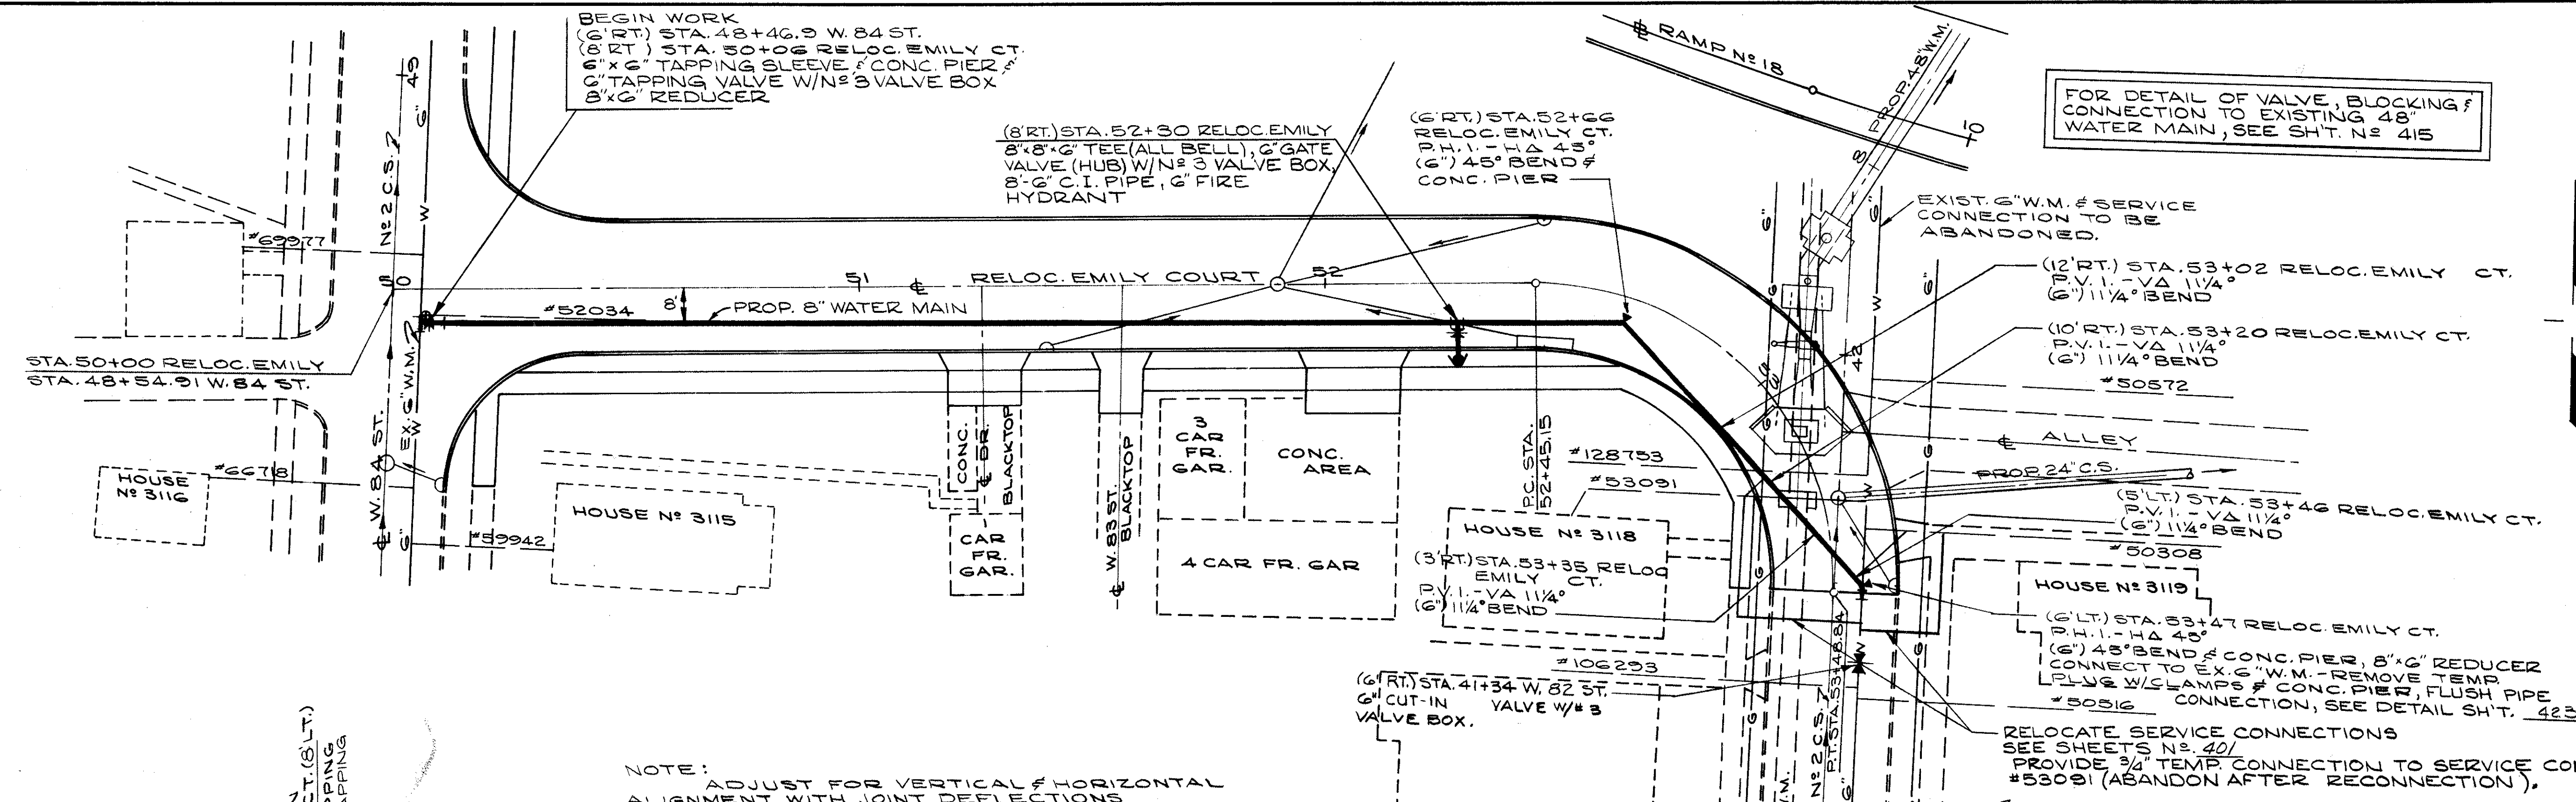 BEGIN WORK
(6'RT.) STA. 48+46.9 W. 84 ST.
(8'RT.) STA. 50+06 RELOC. EMILY CT.
6"x6" TAPPING SLEEVE & CONC. PIER &
6" TAPPING VALVE W/Nº 3 VALVE BOX
8"x6" REDUCER
℄ RAMP Nº 18
PROP. 48" W.M.
10
8
FOR DETAIL OF VALVE, BLOCKING &
CONNECTION TO EXISTING 48"
WATER MAIN, SEE SH'T. Nº 415
(8'RT.) STA. 52+30 RELOC. EMILY
8"x8"x6" TEE (ALL BELL), 6" GATE
VALVE (HUB) W/Nº 3 VALVE BOX,
8'-6" C.I. PIPE, 6" FIRE
HYDRANT
(6'RT.) STA. 52+66
RELOC. EMILY CT.
P.H.I. - HΔ 45°
(6") 45° BEND &
CONC. PIER
EXIST. 6" W.M. & SERVICE
CONNECTION TO BE
ABANDONED.
49
6"
W
Nº 2 C.S.
#69977
50
51
℄
RELOC. EMILY COURT
52
#52034
8'
PROP. 8" WATER MAIN
(12'RT.) STA. 53+02 RELOC. EMILY CT.
P.V.I. - VΔ 11¼°
(6") 11¼° BEND
(10'RT.) STA. 53+20 RELOC. EMILY CT.
P.V.I. - VΔ 11¼°
(6") 11¼° BEND
STA. 50+00 RELOC. EMILY
STA. 48+54.91 W. 84 ST.
EX. 6" W.M.
W
℄ W. 84 ST.
6"
42
#50572
℄ ALLEY
PROP. 24" C.S.
#66718
HOUSE
Nº 3116
#59942
HOUSE Nº 3115
CONC.
℄ DR.
BLACKTOP
CAR
FR.
GAR.
℄ W. 83 ST.
BLACKTOP
3
CAR
FR.
GAR.
CONC.
AREA
4 CAR FR. GAR
P.C. STA.
52+45.15
#128753
#53091
HOUSE Nº 3118
(3'RT.) STA. 53+35 RELOC
EMILY CT.
P.V.I. - VΔ 11¼°
(6") 11¼° BEND
(5'LT.) STA. 53+46 RELOC. EMILY CT.
P.V.I. - VΔ 11¼°
(6") 11¼° BEND
#50308
HOUSE Nº 3119
(6'LT.) STA. 53+47 RELOC. EMILY CT.
P.H.I. - HΔ 45°
(6") 45° BEND & CONC. PIER, 8"x6" REDUCER
CONNECT TO EX. 6" W.M. - REMOVE TEMP.
PLUG W/CLAMPS & CONC. PIER, FLUSH PIPE
CONNECTION, SEE DETAIL SH'T. 423
#50516
#106293
(6'RT.) STA. 41+34 W. 82 ST.
6" CUT-IN VALVE W/#3
VALVE BOX.
P.T. STA. 53+48.84
Nº 2 C.S.
6"
W.M.
RELOCATE SERVICE CONNECTIONS
SEE SHEETS Nº. 401
PROVIDE ¾" TEMP. CONNECTION TO SERVICE
#53091 (ABANDON AFTER RECONNECTION).
NOTE:
ADJUST FOR VERTICAL & HORIZONTAL
ALIGNMENT WITH JOINT DEFLECTIONS
CT. (8'LT.)